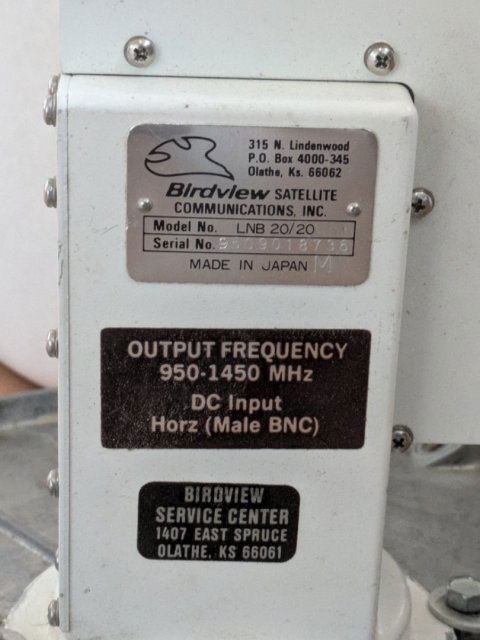 315 N. Lindenwood
P.O. Box 4000-345
Olathe, Ks. 66062
Birdview SATELLITE
COMMUNICATIONS, INC.
Model No. LNB 20/20
Serial No.
MADE IN JAPAN M
OUTPUT FREQUENCY
950-1450 MHz
DC Input
Horz (Male BNC)
BIRDVIEW
SERVICE CENTER
1407 EAST SPRUCE
OLATHE, KS 66061